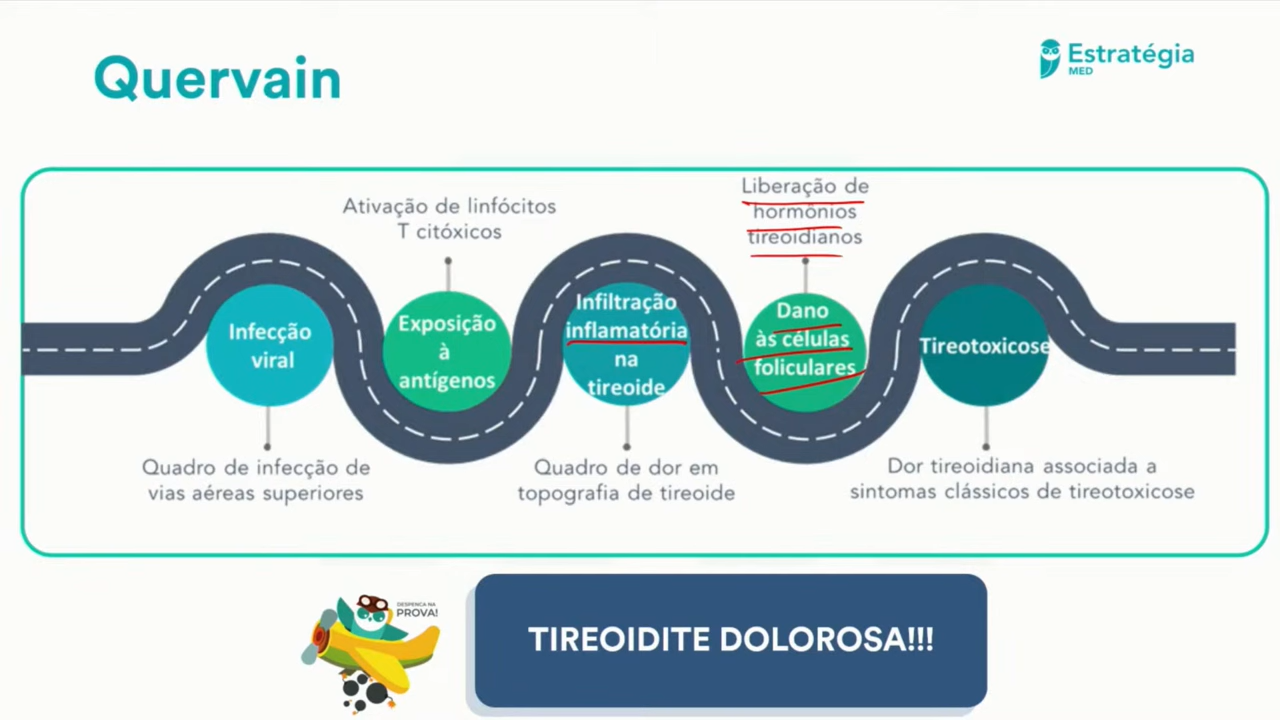 Quervain
Estratégia
MED
Ativação de linfócitos
T citóxicos
Liberação de
hormônios
tireoidianos
Infecção
viral
Exposição
à
antígenos
Infiltração
inflamatória
na
tireoide
Dano
às células
foliculares
Tireotoxicose
Quadro de infecção de
vias aéreas superiores
Quadro de dor em
topografia de tireoide
Dor tireoidiana associada a
sintomas clássicos de tireotoxicose
DESPENCA NA
PROVA!
TIREOIDITE DOLOROSA!!!